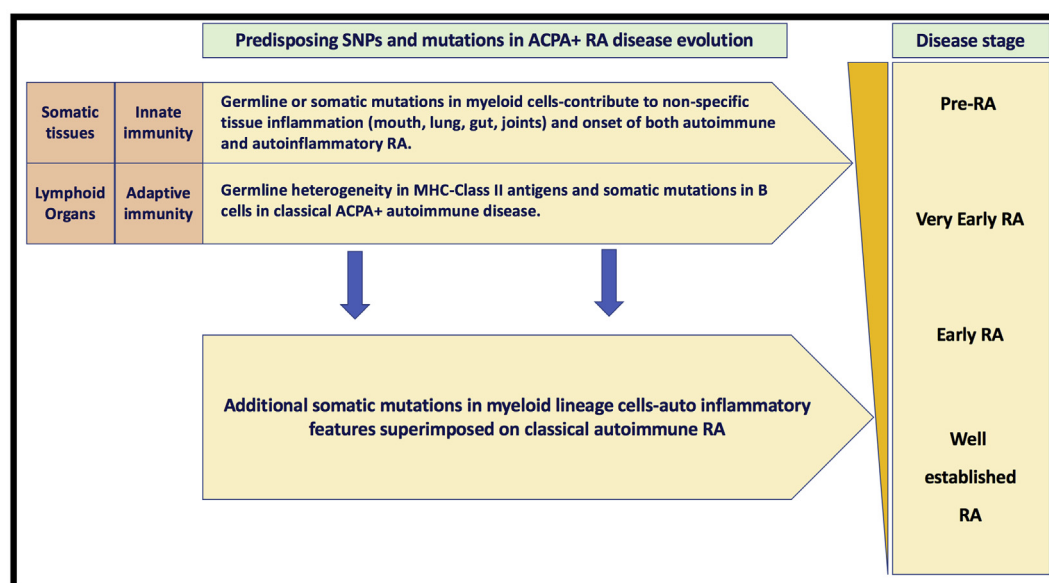 Predisposing SNPs and mutations in ACPA+ RA disease evolution
Disease stage
Somatic
tissues
Innate
immunity
Germline or somatic mutations in myeloid cells-contribute to non-specific
tissue inflammation (mouth, lung, gut, joints) and onset of both autoimmune
and autoinflammatory RA.
Lymphoid
Organs
Adaptive
immunity
Germline heterogeneity in MHC-Class II antigens and somatic mutations in B
cells in classical ACPA+ autoimmune disease.
Additional somatic mutations in myeloid lineage cells-auto inflammatory
features superimposed on classical autoimmune RA
Pre-RA
Very Early RA
Early RA
Well
established
RA